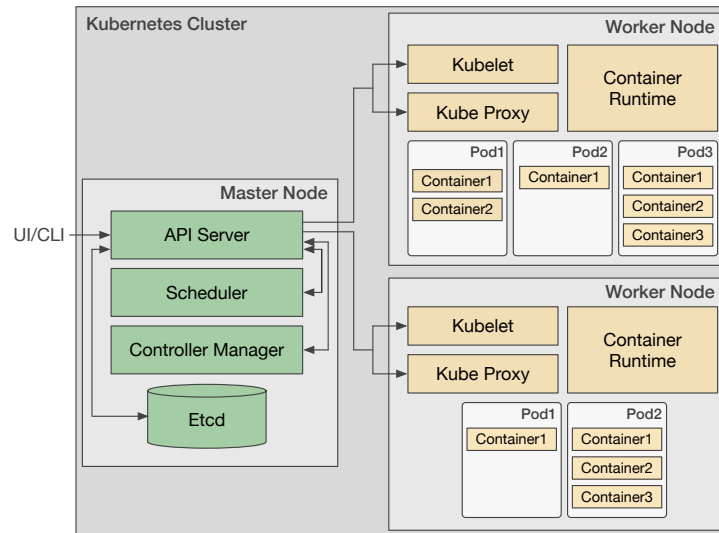 Kubernetes Cluster
Worker Node
Kubelet
Kube Proxy
Container
Runtime
Pod1
Container1
Container2
Pod2
Container1
Pod3
Container1
Container2
Container3
UI/CLI
Master Node
API Server
Scheduler
Controller Manager
Etcd
Worker Node
Kubelet
Kube Proxy
Container
Runtime
Pod1
Container1
Pod2
Container1
Container2
Container3